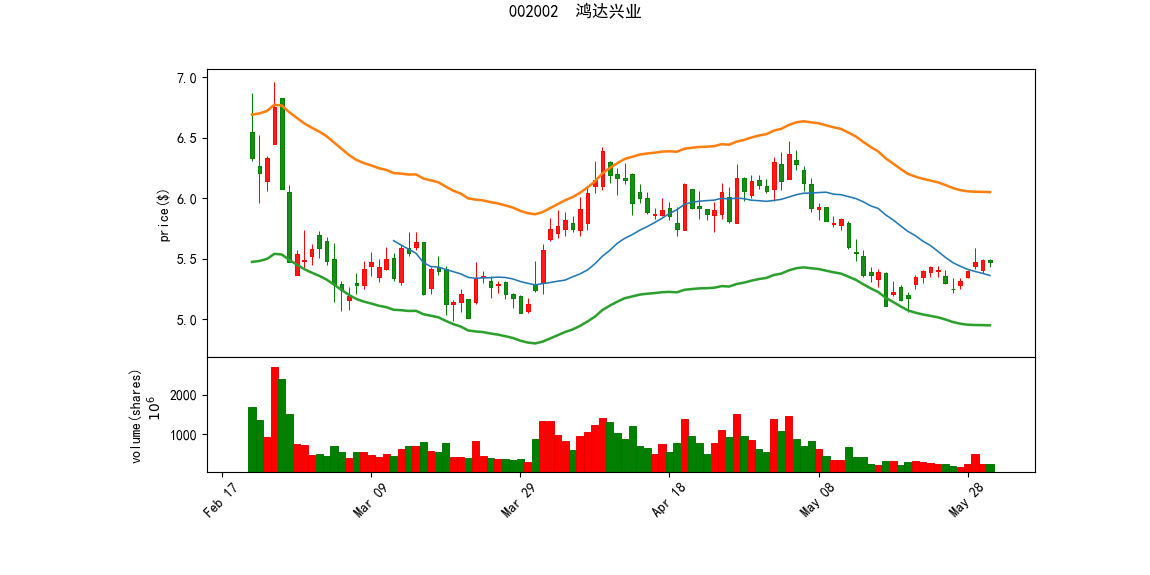 002002  鸿达兴业
price($)
7.0
6.5
6.0
5.5
5.0
volume(shares)
10^6
2000
1000
Feb 17
Mar 09
Mar 29
Apr 18
May 08
May 28